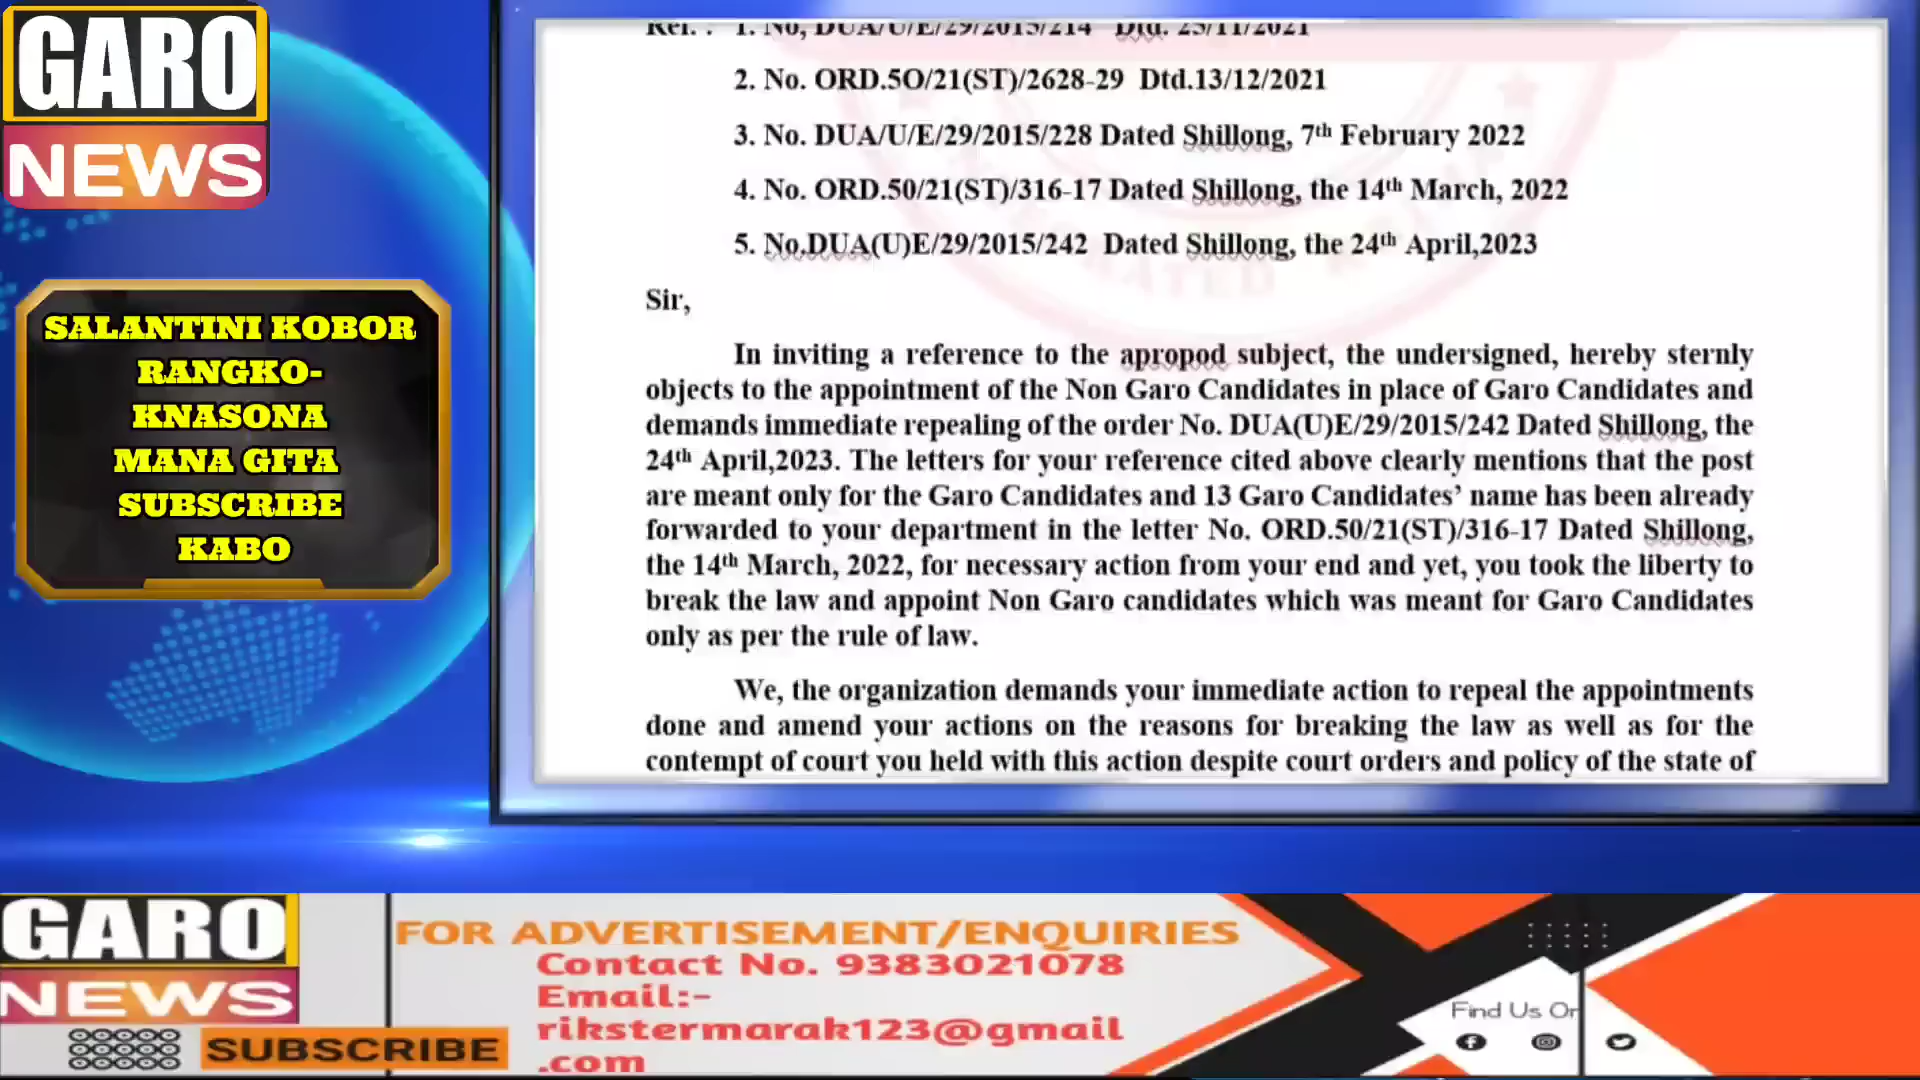 GARO
NEWS
SALANTINI KOBOR
RANGKO-
KNASONA
MANA GITA
SUBSCRIBE
KABO
Ref. : 1. No, DUA/U/E/29/2015/214 Dtd. 25/11/2021
2. No. ORD.5O/21(ST)/2628-29 Dtd.13/12/2021
3. No. DUA/U/E/29/2015/228 Dated Shillong, 7th February 2022
4. No. ORD.50/21(ST)/316-17 Dated Shillong, the 14th March, 2022
5. No.DUA(U)E/29/2015/242 Dated Shillong, the 24th April,2023
Sir,
In inviting a reference to the apropod subject, the undersigned, hereby sternly
objects to the appointment of the Non Garo Candidates in place of Garo Candidates and
demands immediate repealing of the order No. DUA(U)E/29/2015/242 Dated Shillong, the
24th April,2023. The letters for your reference cited above clearly mentions that the post
are meant only for the Garo Candidates and 13 Garo Candidates’ name has been already
forwarded to your department in the letter No. ORD.50/21(ST)/316-17 Dated Shillong,
the 14th March, 2022, for necessary action from your end and yet, you took the liberty to
break the law and appoint Non Garo candidates which was meant for Garo Candidates
only as per the rule of law.
We, the organization demands your immediate action to repeal the appointments
done and amend your actions on the reasons for breaking the law as well as for the
contempt of court you held with this action despite court orders and policy of the state of
GARO
NEWS
SUBSCRIBE
FOR ADVERTISEMENT/ENQUIRIES
Contact No. 9383021078
Email:-
rikstermarak123@gmail
.com
Find Us On